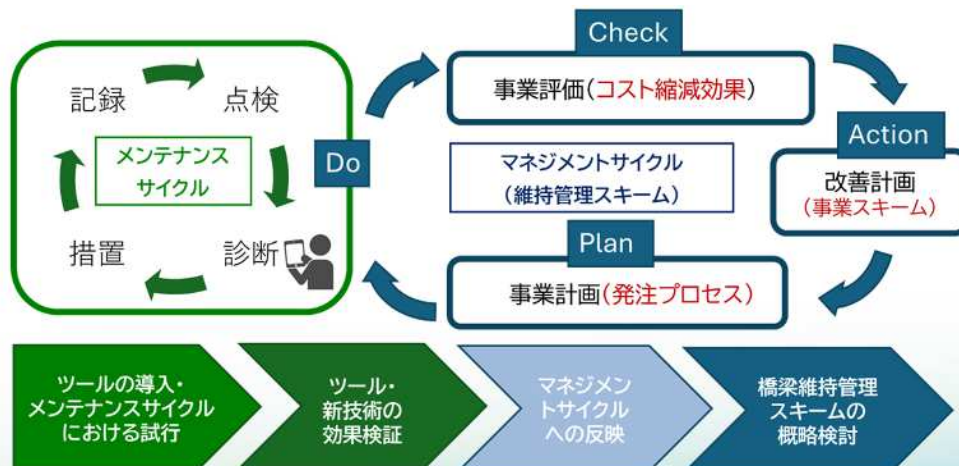 記録
点検
メンテナンス
サイクル
措置
診断
Do
Check
事業評価(コスト縮減効果)
マネジメントサイクル
(維持管理スキーム)
Action
改善計画
(事業スキーム)
Plan
事業計画(発注プロセス)
ツールの導入・
メンテナンスサイクル
における試行
ツール・
新技術の
効果検証
マネジメン
トサイクル
への反映
橋梁維持管理
スキームの
概略検討